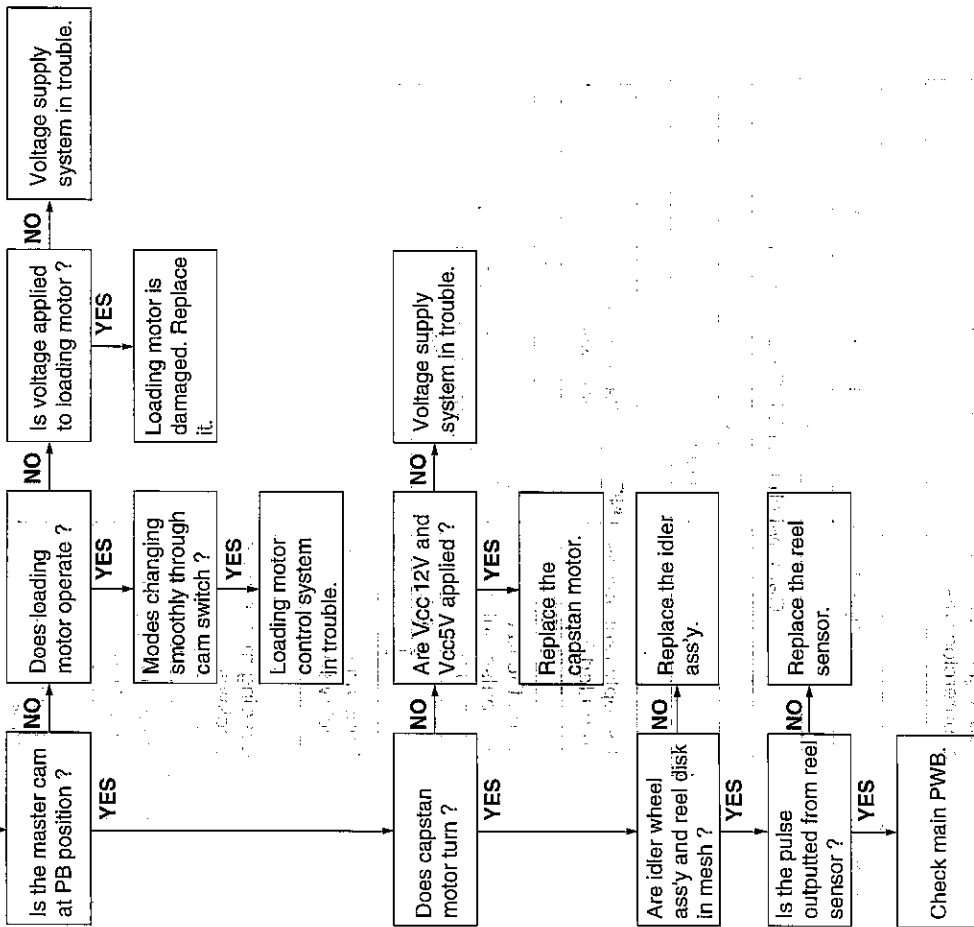 Is the master cam
at PB position ?
NO
Does loading
motor operate ?
NO
Is voltage applied
to loading motor ?
NO
Voltage supply
system in trouble.
YES
Loading motor is
damaged. Replace
it.
YES
Modes changing
smoothly through
cam switch ?
YES
Loading motor
control system
in trouble.
YES
Does capstan
motor turn ?
NO
Are Vcc 12V and
Vcc5V applied ?
NO
Voltage supply
system in trouble.
YES
Replace the
capstan motor.
YES
Are idler wheel
ass'y and reel disk
in mesh ?
NO
Replace the idler
ass'y.
YES
Is the pulse
outputted from reel
sensor ?
NO
Replace the reel
sensor.
YES
Check main PWB.